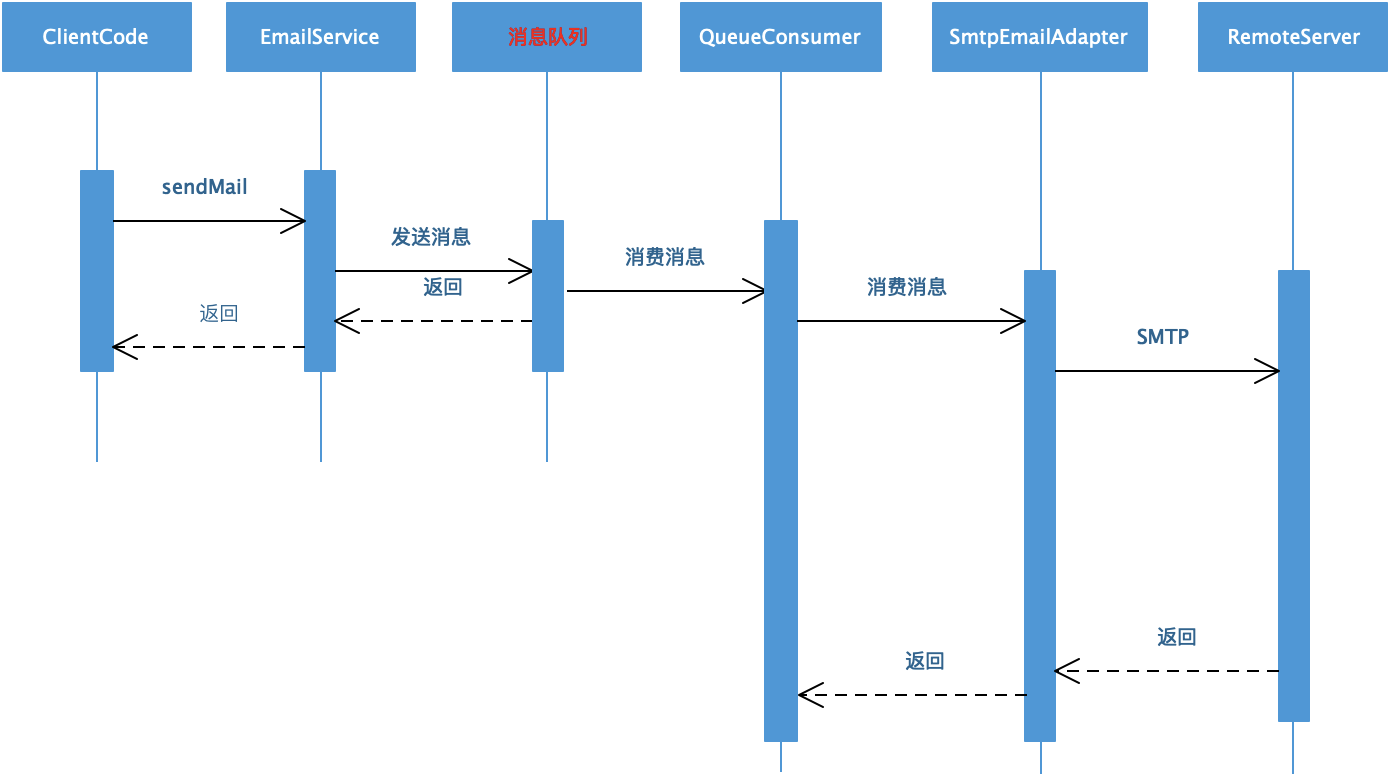 ClientCode
EmailService
消息队列
QueueConsumer
SmtpEmailAdapter
RemoteServer
sendMail
发送消息
消费消息
返回
消费消息
返回
SMTP
返回
返回